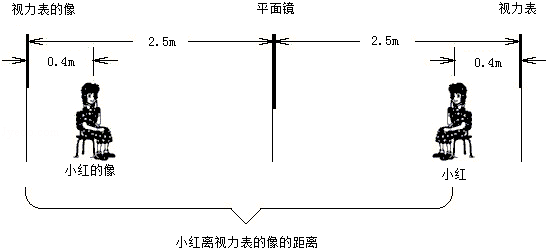 视力表的像 平面镜 视力表
2.5m 2.5m
0.4m 0.4m
小红的像 小红
小红离视力表的像的距离